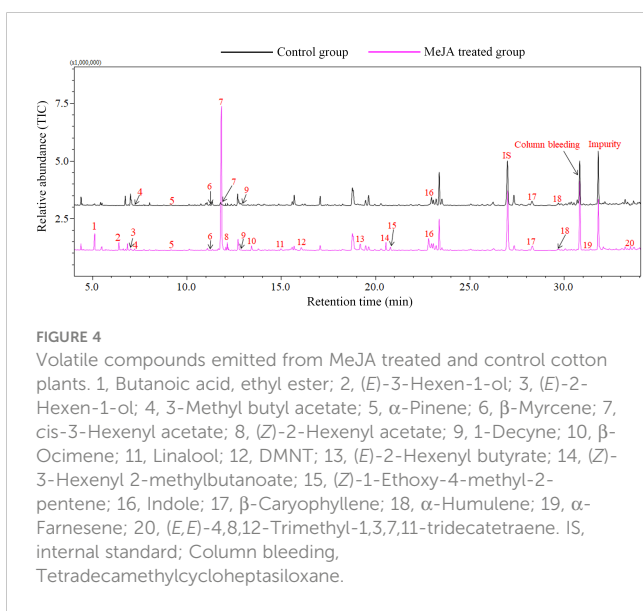 Control group
MeJA treated group
(x1,000,000)
Relative abundance (TIC)
7.5
5.0
2.5
7
4
5
6
7
9
16
IS
17
18
Column bleeding
Impurity
1
2
3
4
5
6
8
9
10
11
12
13
14
15
16
17
18
19
20
5.0
10.0
15.0
20.0
25.0
30.0
Retention time (min)
FIGURE 4
Volatile compounds emitted from MeJA treated and control cotton
plants. 1, Butanoic acid, ethyl ester; 2, (E)-3-Hexen-1-ol; 3, (E)-2-
Hexen-1-ol; 4, 3-Methyl butyl acetate; 5, α-Pinene; 6, β-Myrcene; 7,
cis-3-Hexenyl acetate; 8, (Z)-2-Hexenyl acetate; 9, 1-Decyne; 10, β-
Ocimene; 11, Linalool; 12, DMNT; 13, (E)-2-Hexenyl butyrate; 14, (Z)-
3-Hexenyl 2-methylbutanoate; 15, (Z)-1-Ethoxy-4-methyl-2-
pentene; 16, Indole; 17, β-Caryophyllene; 18, α-Humulene; 19, α-
Farnesene; 20, (E,E)-4,8,12-Trimethyl-1,3,7,11-tridecatetraene. IS,
internal standard; Column bleeding,
Tetradecamethylcycloheptasiloxane.